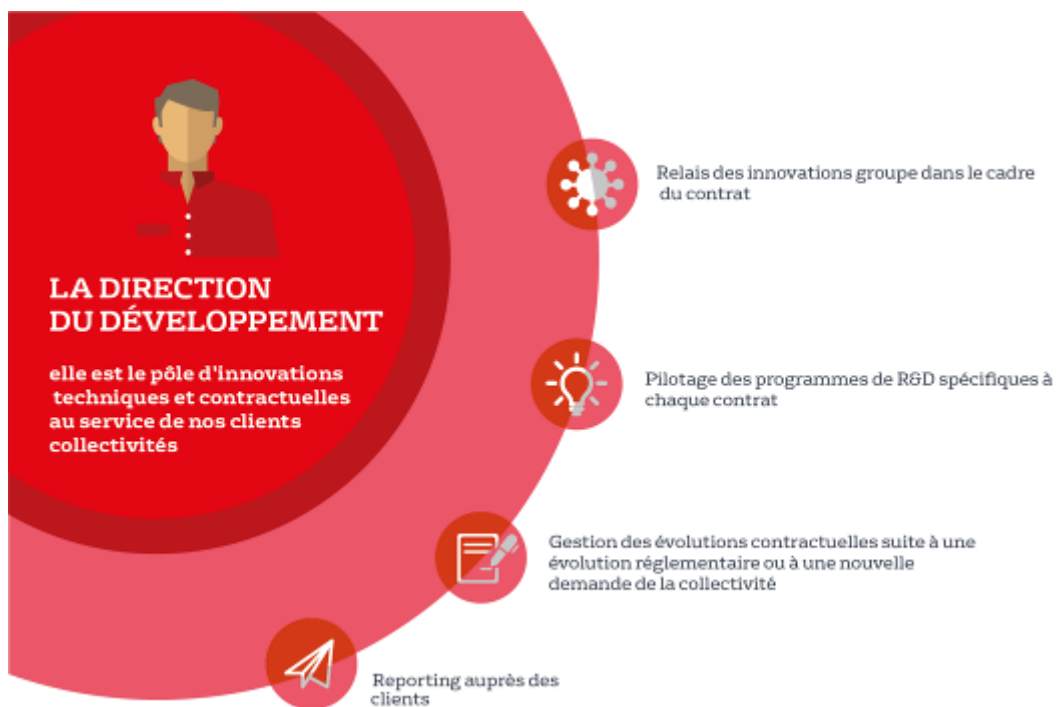 LA DIRECTION
DU DÉVELOPPEMENT
elle est le pôle d'innovations
techniques et contractuelles
au service de nos clients
collectivités
Relais des innovations groupe dans le cadre
du contrat
Pilotage des programmes de R&D spécifiques à
chaque contrat
Gestion des évolutions contractuelles suite à une
évolution réglementaire ou à une nouvelle
demande de la collectivité
Reporting auprès des
clients